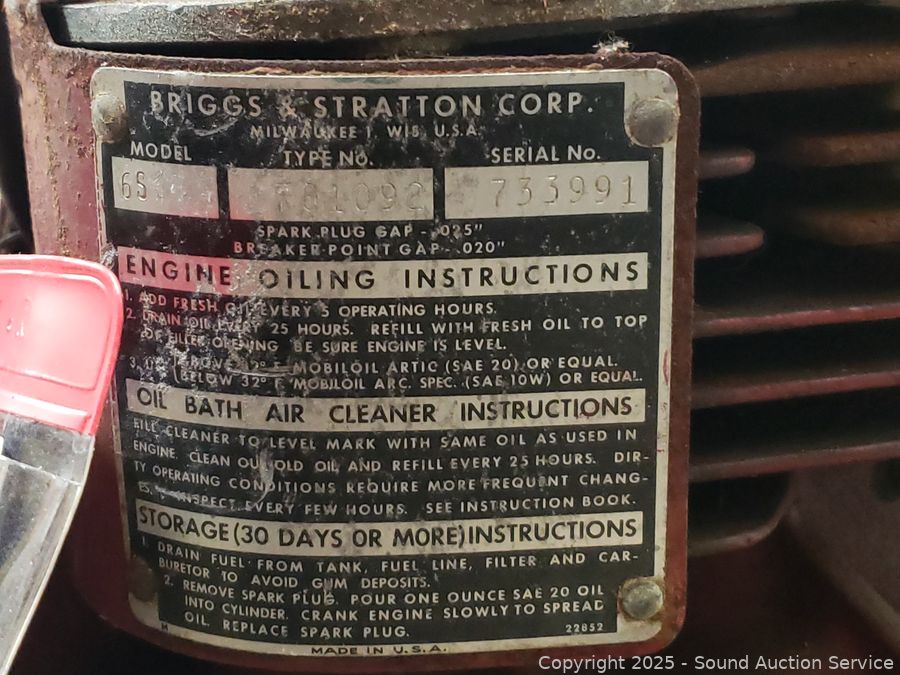 BRIGGS & STRATTON CORP.
MILWAUKEE 1, WIS. U.S.A.
MODEL TYPE NO. SERIAL No.
6S 781092 733991
SPARK PLUG GAP - .025"
BREAKER POINT GAP- .020"
ENGINE OILING INSTRUCTIONS
1. ADD FRESH OIL EVERY 5 OPERATING HOURS.
2. DRAIN OIL EVERY 25 HOURS. REFILL WITH FRESH OIL TO TOP
OF FILLER OPENING. BE SURE ENGINE IS LEVEL.
3. ABOVE 32° F. MOBILOIL ARTIC (SAE 20) OR EQUAL.
BELOW 32° F. MOBILOIL ARC. SPEC. (SAE 10W) OR EQUAL.
OIL BATH AIR CLEANER INSTRUCTIONS
FILL CLEANER TO LEVEL MARK WITH SAME OIL AS USED IN
ENGINE. CLEAN OUT OLD OIL AND REFILL EVERY 25 HOURS. DIR-
TY OPERATING CONDITIONS REQUIRE MORE FREQUENT CHANG-
ES. INSPECT EVERY FEW HOURS. SEE INSTRUCTION BOOK.
STORAGE (30 DAYS OR MORE) INSTRUCTIONS
1. DRAIN FUEL FROM TANK, FUEL LINE, FILTER AND CAR-
BURETOR TO AVOID GUM DEPOSITS.
2. REMOVE SPARK PLUG. POUR ONE OUNCE SAE 20 OIL
INTO CYLINDER. CRANK ENGINE SLOWLY TO SPREAD
OIL. REPLACE SPARK PLUG.
22852
M
MADE IN U.S.A.
Copyright 2025 - Sound Auction Service